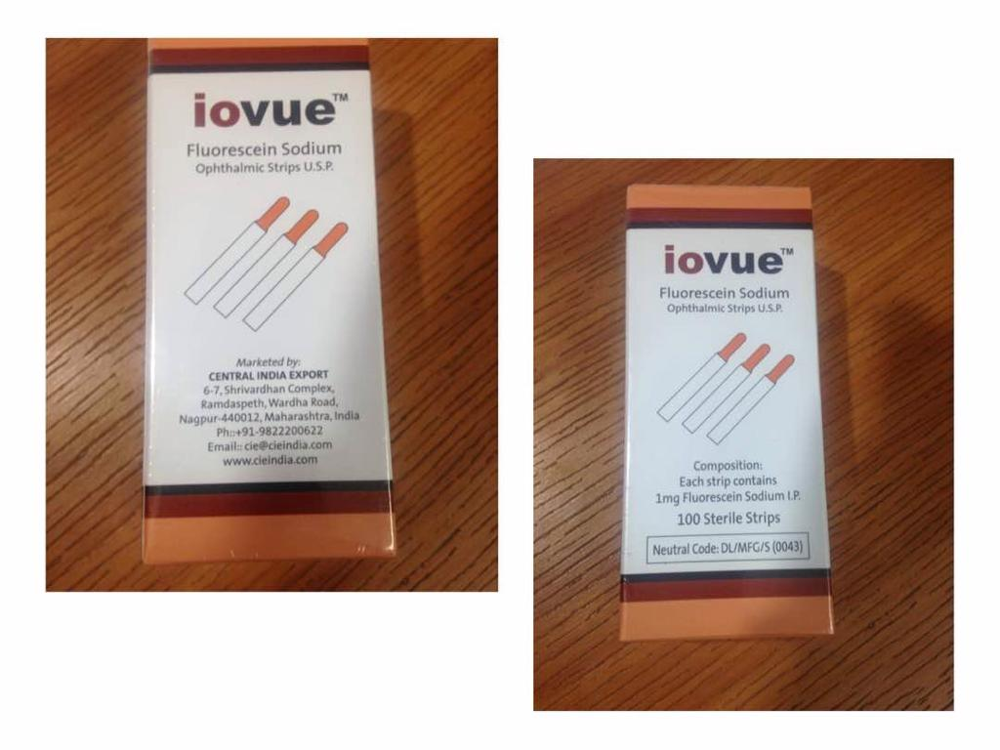 iovue™
Fluorescein Sodium
Ophthalmic Strips U.S.P.
Marketed by:
CENTRAL INDIA EXPORT
6-7, Shrivardhan Complex,
Ramdaspeth, Wardha Road,
Nagpur-440012, Maharashtra, India
Ph::+91-9822200622
Email:: cie@cieindia.com
www.cieindia.com
iovue™
Fluorescein Sodium
Ophthalmic Strips U.S.P.
Composition:
Each strip contains
1mg Fluorescein Sodium I.P.
100 Sterile Strips
Neutral Code: DL/MFG/S (0043)